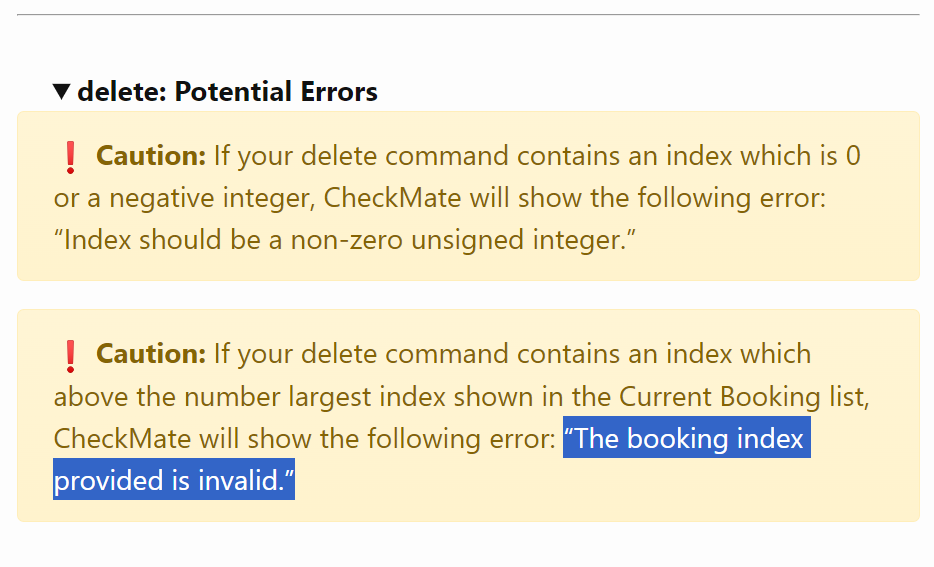 ▼ delete: Potential Errors
❗ Caution: If your delete command contains an index which is 0
or a negative integer, CheckMate will show the following error:
“Index should be a non-zero unsigned integer.”
❗ Caution: If your delete command contains an index which
above the number largest index shown in the Current Booking list,
CheckMate will show the following error: “The booking index
provided is invalid.”